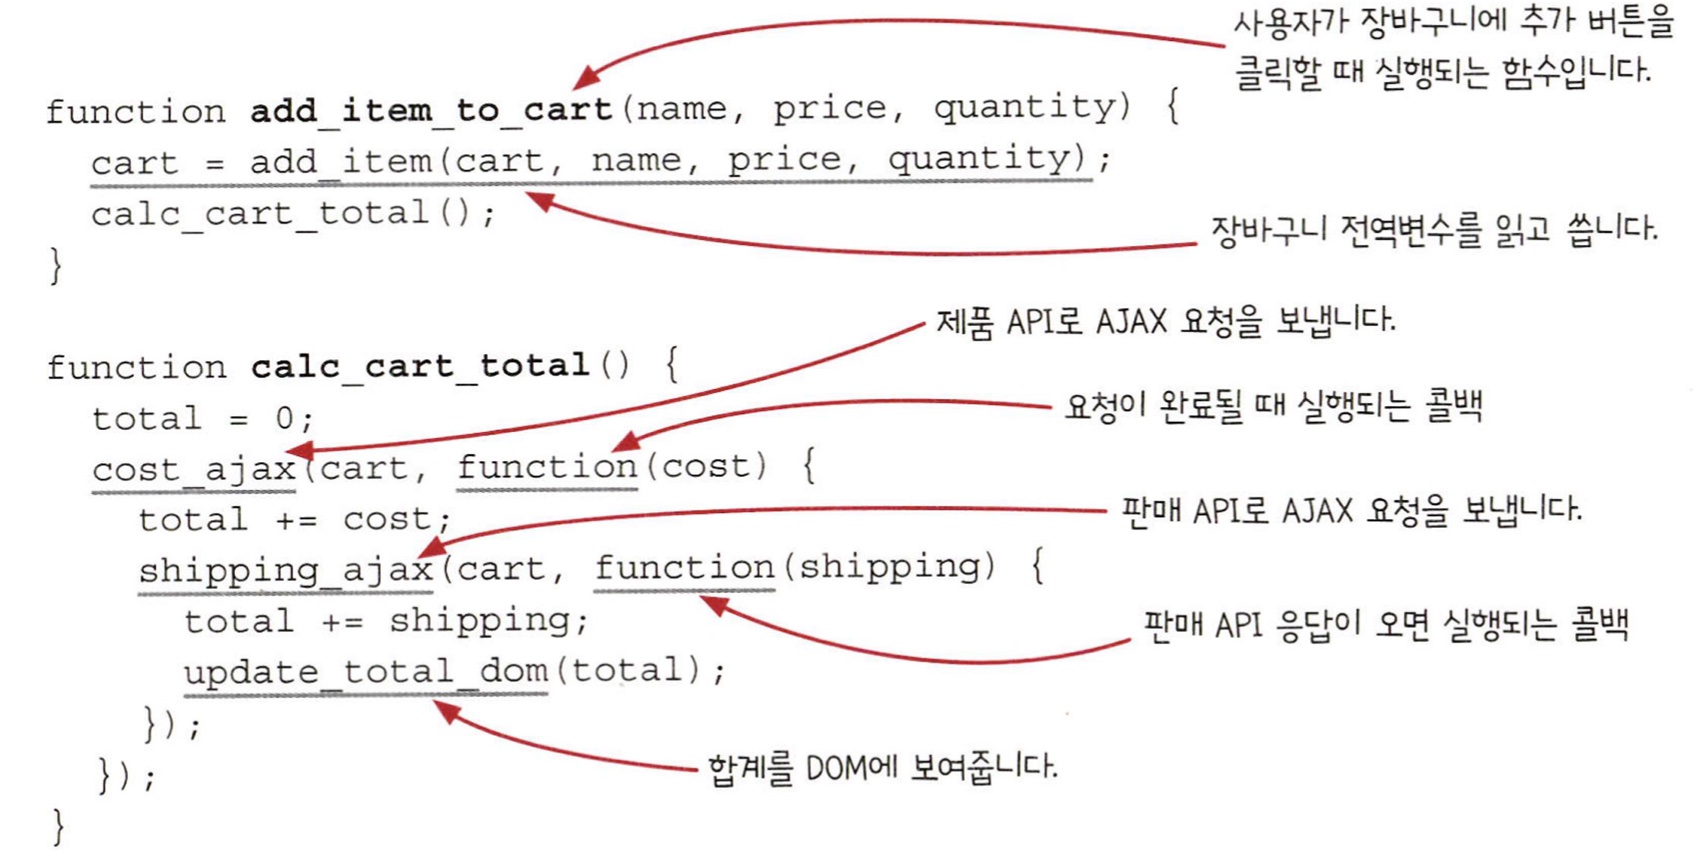 사용자가 장바구니에 추가 버튼을
클릭할 때 실행되는 함수입니다.
function add_item_to_cart(name, price, quantity) {
cart = add_item(cart, name, price, quantity);
calc_cart_total();
장바구니 전역변수를 읽고 씁니다.
}
제품 API로 AJAX 요청을 보냅니다.
function calc_cart_total() {
total = 0;
요청이 완료될 때 실행되는 콜백
cost_ajax(cart, function(cost) {
total += cost;
판매 API로 AJAX 요청을 보냅니다.
shipping_ajax(cart, function(shipping) {
total += shipping;
판매 API 응답이 오면 실행되는 콜백
update_total_dom(total);
});
});
합계를 DOM에 보여줍니다.
}